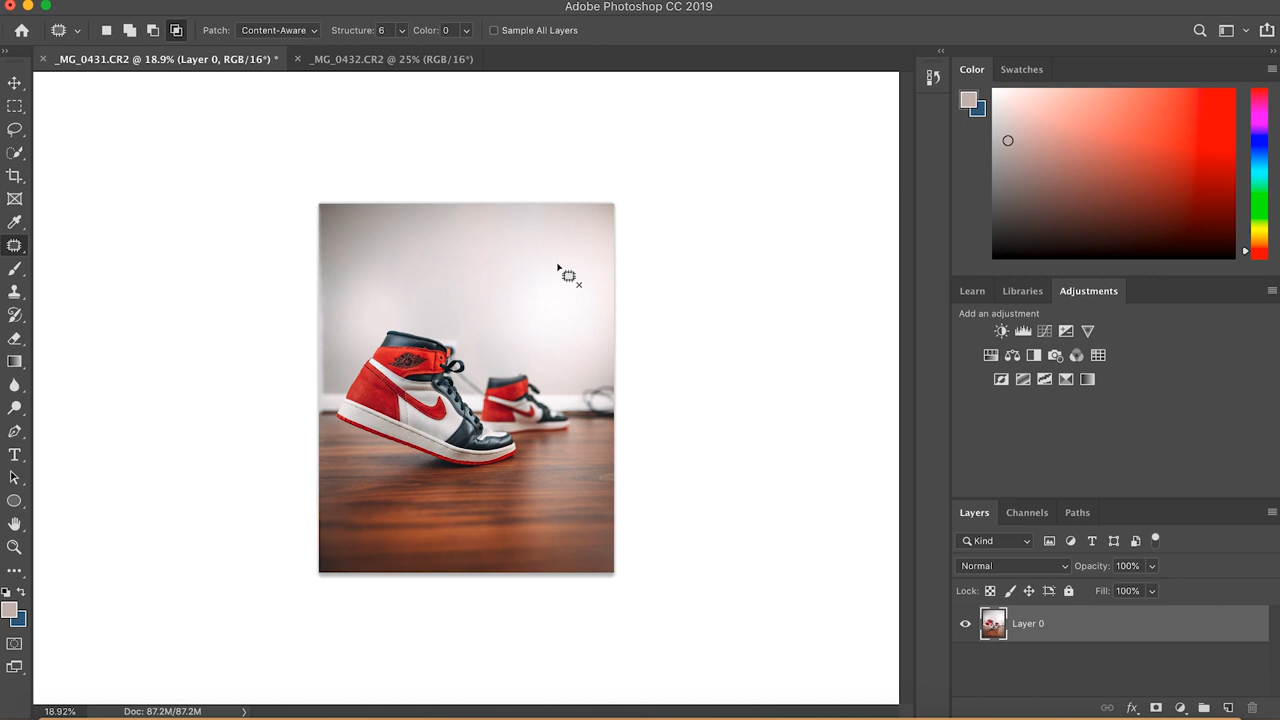 Adobe Photoshop CC 2019
Patch: Content-Aware Structure: 6 Color: 0 Sample All Layers
_MG_0431.CR2 @ 18.9% (Layer 0, RGB/16*) * _MG_0432.CR2 @ 25% (RGB/16*)
Color Swatches
Learn Libraries Adjustments
Add an adjustment
Layers Channels Paths
Kind
Normal Opacity: 100%
Lock: Fill: 100%
Layer 0
18.92% Doc: 87.2M/87.2M